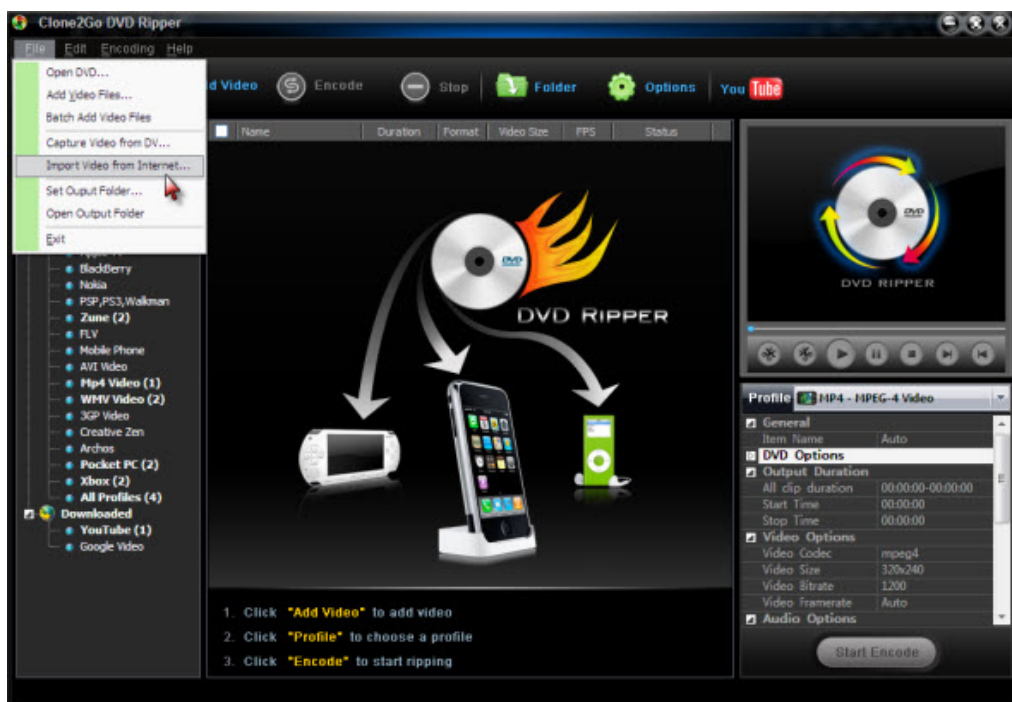 Clone2Go DVD Ripper
File Edit Encoding Help
Open DVD...
Add Video Files...
Batch Add Video Files
Capture Video from DV...
Import Video from Internet...
Set Ouput Folder...
Open Output Folder
Exit
d Video Encode Stop Folder Options You Tube
Name Duration Format Video Size FPS Status
BlackBerry
Nokia
PSP,PS3,Walkman
Zune (2)
FLV
Mobile Phone
AVI Video
Mp4 Video (1)
WMV Video (2)
3GP Video
Creative Zen
Archos
Pocket PC (2)
Xbox (2)
All Profiles (4)
Downloaded
YouTube (1)
Google Video
DVD
DVD RIPPER
1. Click "Add Video" to add video
2. Click "Profile" to choose a profile
3. Click "Encode" to start ripping
DVD
DVD RIPPER
Profile MP4 - MPEG-4 Video
General
Item Name Auto
DVD Options
Output Duration
All clip duration 00:00:00-00:00:00
Start Time 00:00:00
Stop Time 00:00:00
Video Options
Video Codec mpeg4
Video Size 320x240
Video Bitrate 1200
Video Framerate Auto
Audio Options
Start Encode